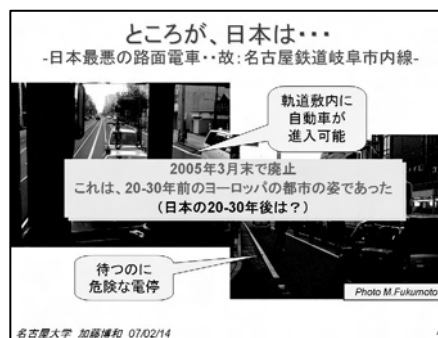 ところが、日本は・・・
-日本最悪の路面電車・・故：名古屋鉄道岐阜市内線-
軌道敷内に
自動車が
進入可能
2005年3月末で廃止
これは、20-30年前のヨーロッパの都市の姿であった
（日本の20-30年後は？）
待つのに
危険な電停
Photo M.Fukumoto
名古屋大学 加藤博和 07/02/14